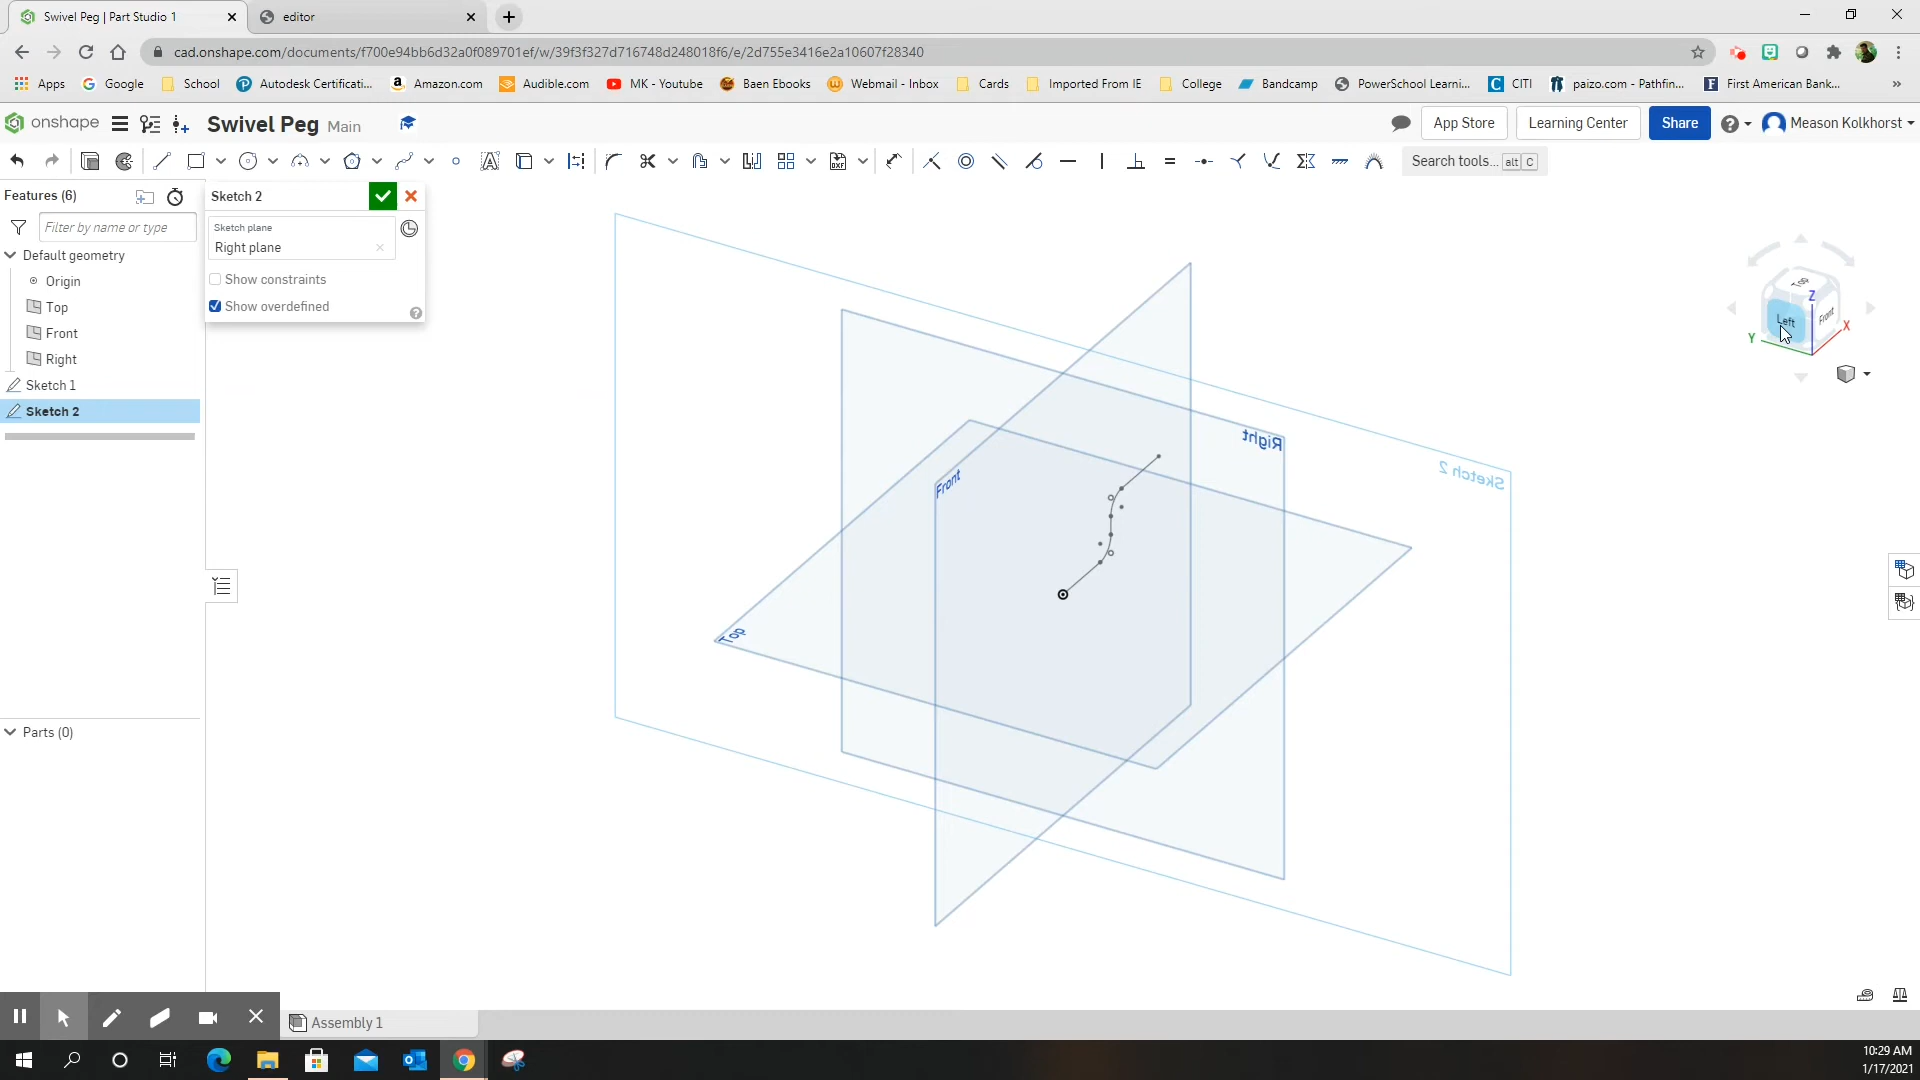 Swivel Peg | Part Studio 1
editor
cad.onshape.com/documents/f700e94bb6d32a0f089701ef/w/39f3f327d716748d248018f6/e/2d755e3416e2a10607f28340
Apps
Google
School
Autodesk Certificati...
Amazon.com
Audible.com
MK - Youtube
Baen Ebooks
Webmail - Inbox
Cards
Imported From IE
College
Bandcamp
PowerSchool Learni...
CITI
paizo.com - Pathfin...
First American Bank...
»
onshape
Swivel Peg Main
App Store
Learning Center
Share
Meason Kolkhorst
Search tools... alt C
Features (6)
Filter by name or type
Default geometry
Origin
Top
Front
Right
Sketch 1
Sketch 2
Parts (0)
Sketch 2
Sketch plane
Right plane
Show constraints
Show overdefined
Right
Sketch 2
Front
Top
Top
Left
Front
Z
X
Y
Assembly 1
10:29 AM
1/17/2021